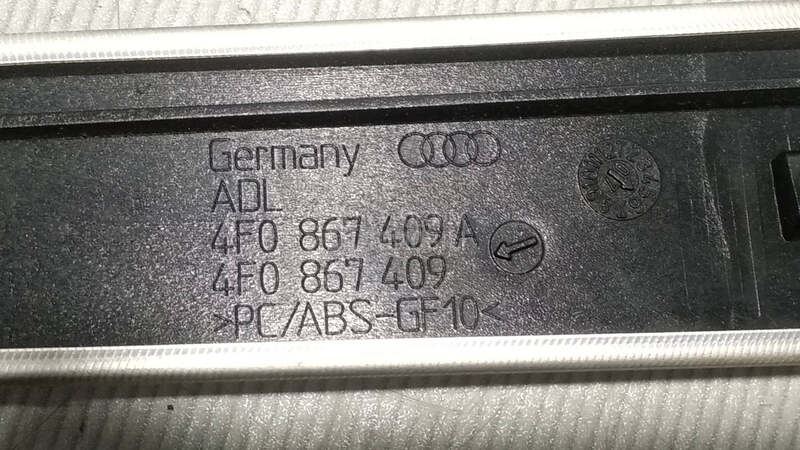 Germany
ADL
4F0 867 409 A
4F0 867 409
>PC/ABS-GF10<